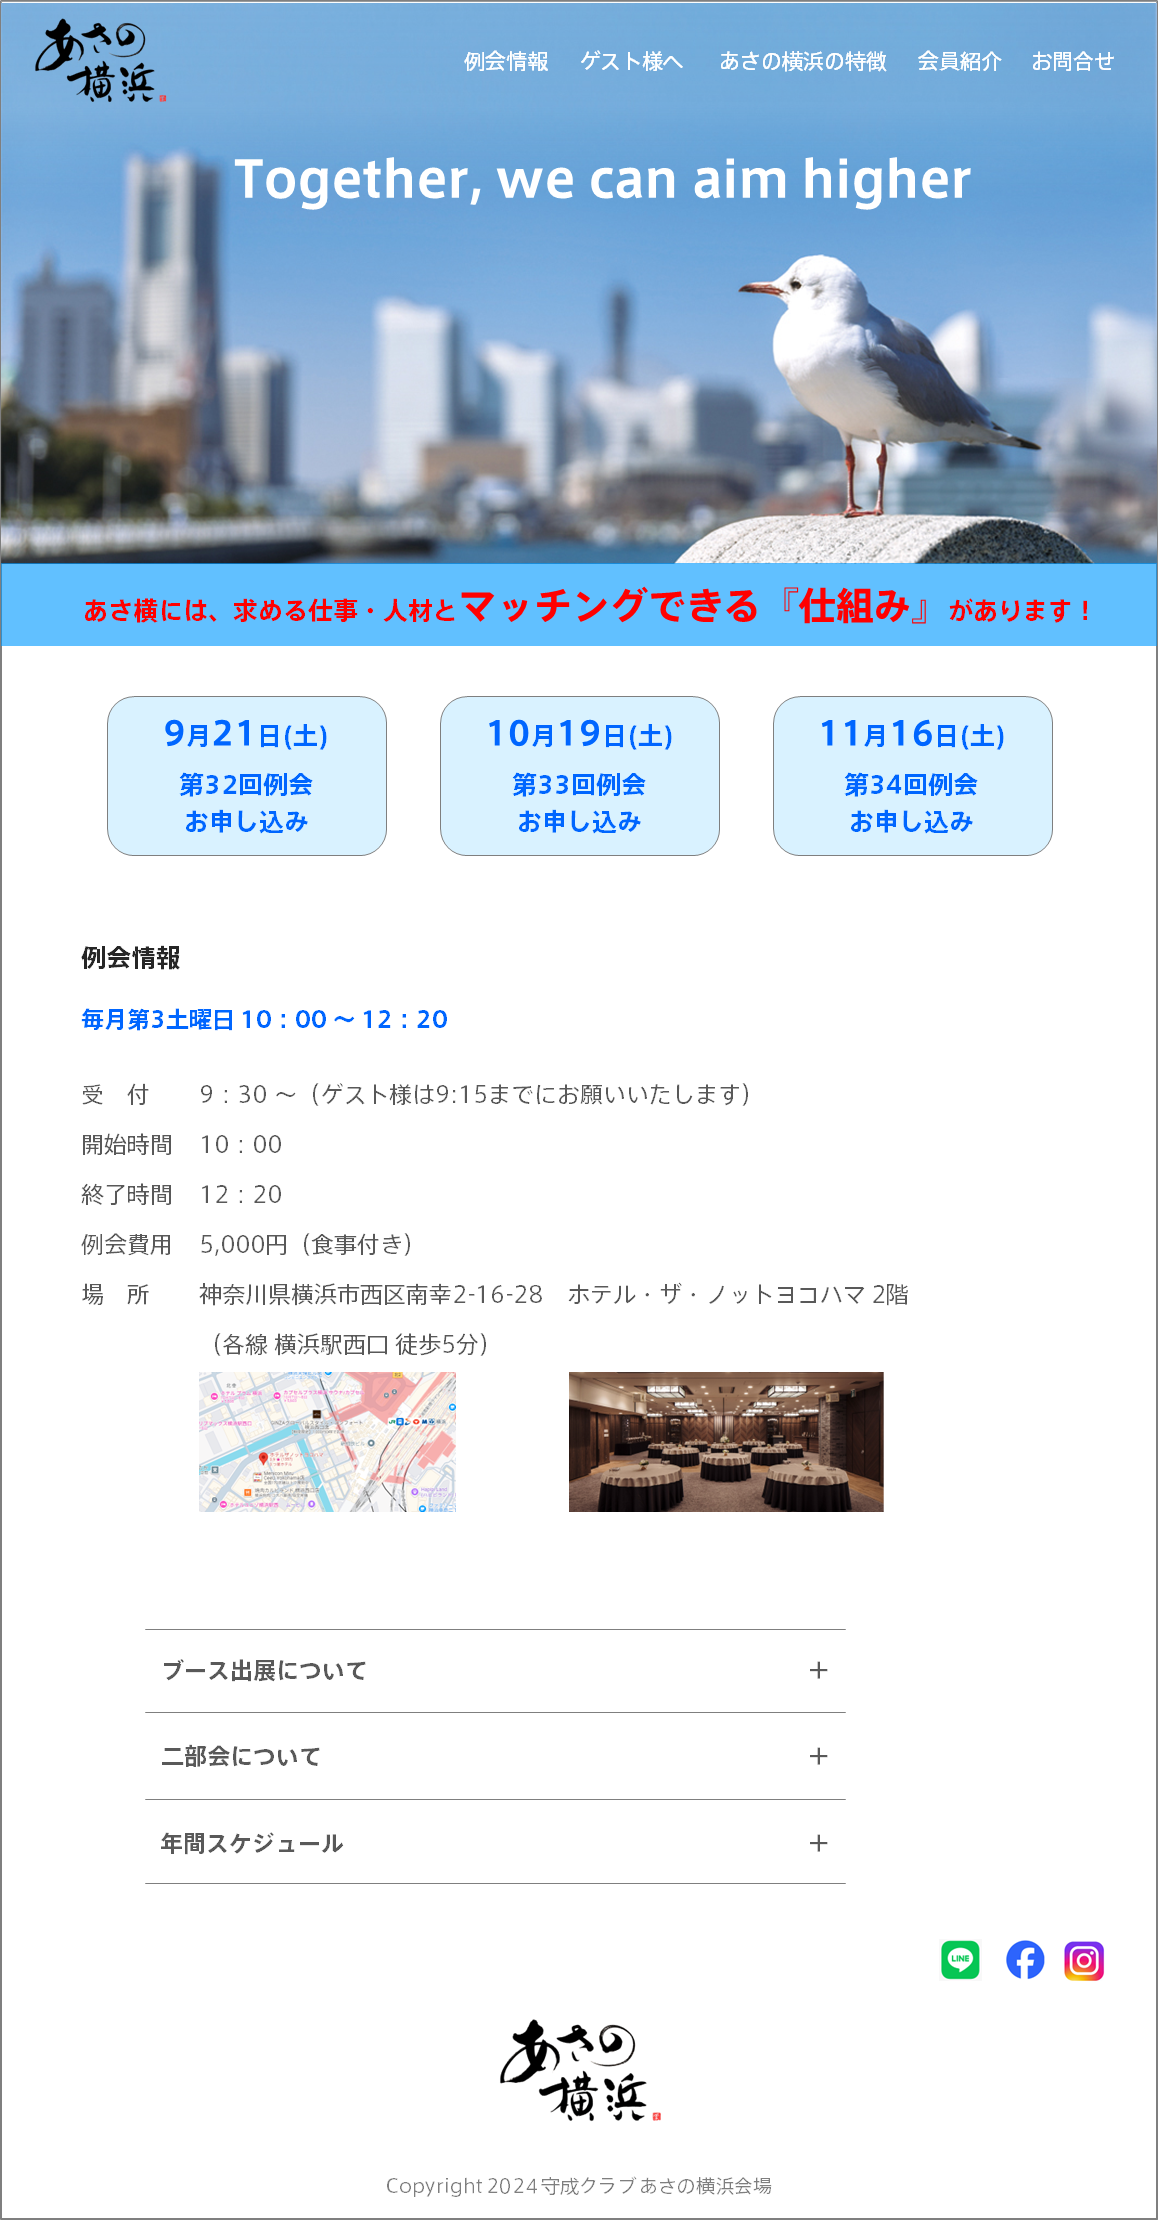 あさの
横浜
例会情報 ゲスト様へ あさの横浜の特徴 会員紹介 お問合せ
Together, we can aim higher
あさ横には、求める仕事・人材とマッチングできる『仕組み』があります！
9月21日(土)
第32回例会
お申し込み
10月19日(土)
第33回例会
お申し込み
11月16日(土)
第34回例会
お申し込み
例会情報
毎月第3土曜日 10：00 〜 12：20
受　付　9：30 〜（ゲスト様は9:15までにお願いいたします）
開始時間　10：00
終了時間　12：20
例会費用　5,000円（食事付き）
場　所　神奈川県横浜市西区南幸2-16-28　ホテル・ザ・ノットヨコハマ 2階
（各線 横浜駅西口 徒歩5分）
ブース出展について ＋
二部会について ＋
年間スケジュール ＋
LINE
あさの
横浜
Copyright 2024 守成クラブ あさの横浜会場